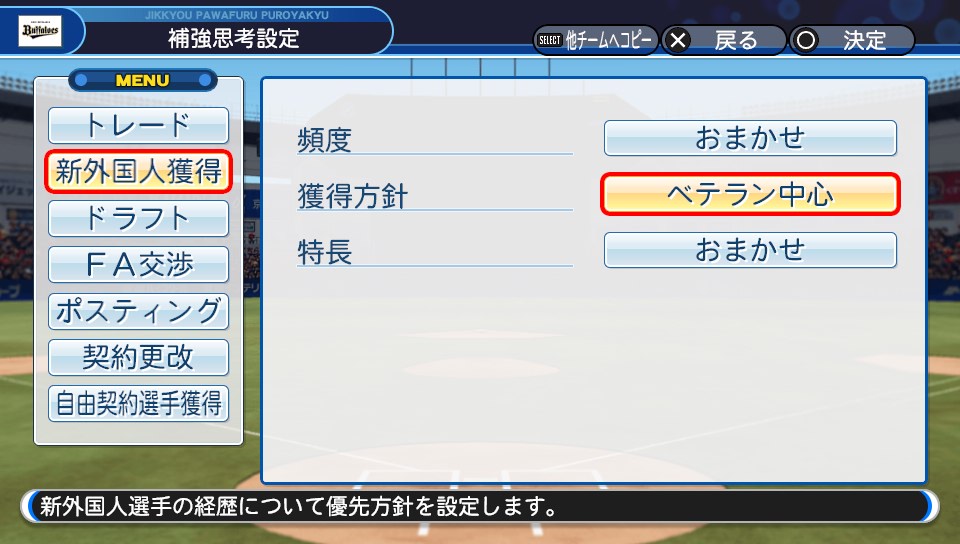 Buffaloes
JIKKYOU PAWAFURU PUROYAKYU
補強思考設定
SELECT 他チームへコピー
戻る
決定
MENU
トレード
新外国人獲得
ドラフト
FA交渉
ポスティング
契約更改
自由契約選手獲得
頻度
おまかせ
獲得方針
ベテラン中心
特長
おまかせ
新外国人選手の経歴について優先方針を設定します。